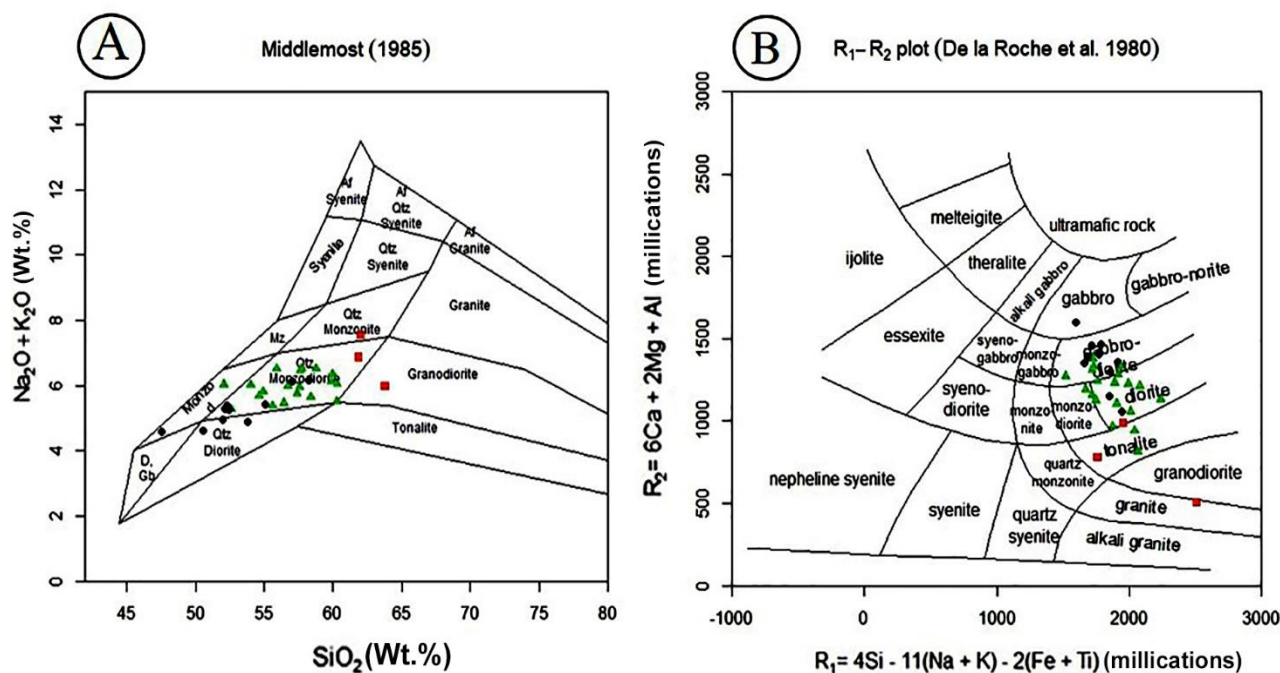 A
Middlemost (1985)
Na₂O + K₂O (Wt.%)
14
12
10
8
6
4
2
0
Af
Syenite
Af
Qtz
Syenite
Af
Granite
Syenite
Qtz
Syenite
Granite
Mz
Qtz
Monzonite
Monzo
d
Qtz
Monzodiorite
Granodiorite
Tonalite
Qtz
Diorite
D,
Gb
45
50
55
60
65
70
75
80
SiO₂ (Wt.%)
B
R₁– R₂ plot (De la Roche et al. 1980)
R₂= 6Ca + 2Mg + Al (millications)
3000
2500
2000
1500
1000
500
0
melteigite
ultramafic rock
ijolite
theralite
alkali gabbro
gabbro
gabbro-norite
essexite
syeno-
gabbro
monzo-
gabbro
gabbro-
diorite
syeno-
diorite
monzo
nite
monzo-
diorite
diorite
tonalite
nepheline syenite
quartz
monzonite
granodiorite
syenite
quartz
syenite
granite
alkali granite
-1000
0
1000
2000
3000
R₁= 4Si - 11(Na + K) - 2(Fe + Ti) (millications)